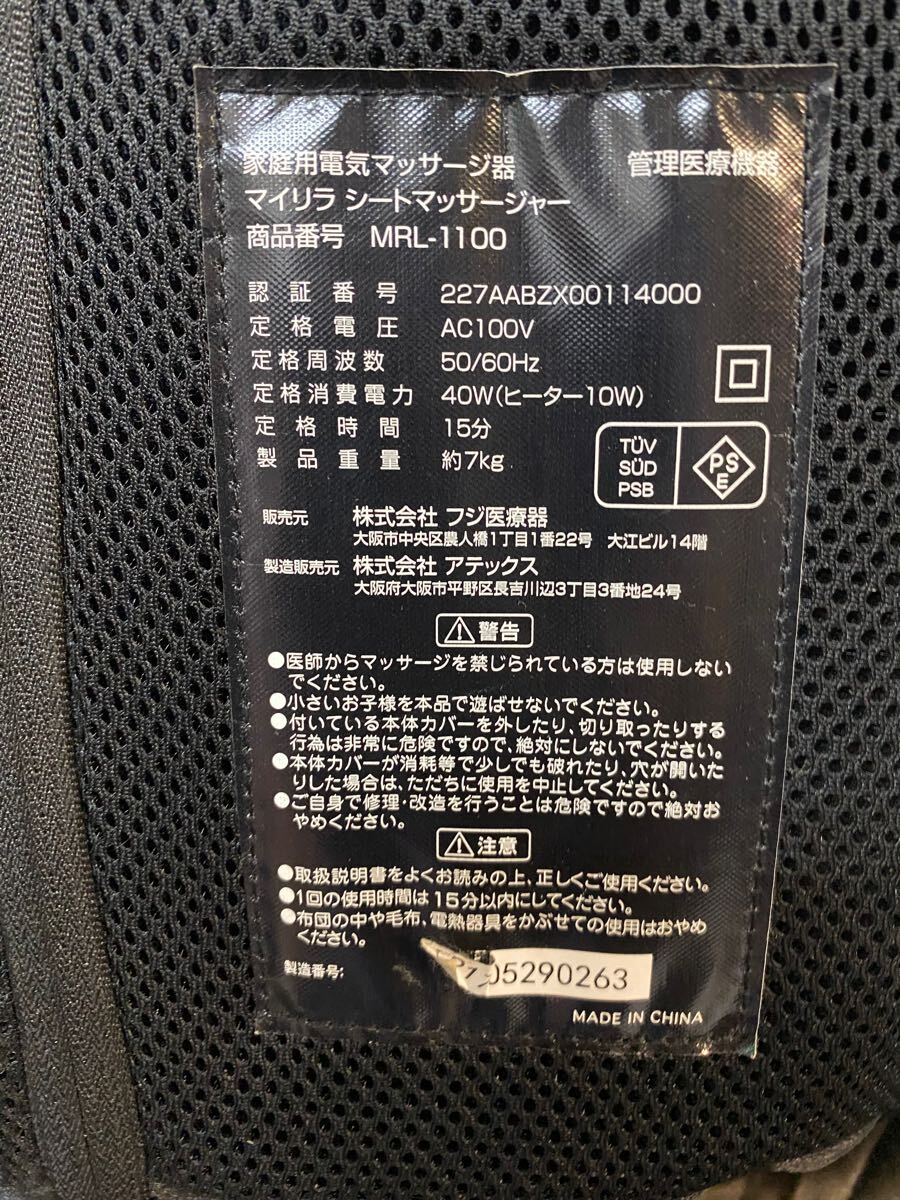 家庭用電気マッサージ器 管理医療機器
マイリラ シートマッサージャー
商品番号 MRL-1100
認証番号 227AABZX00114000
定格電圧 AC100V
定格周波数 50/60Hz
定格消費電力 40W(ヒーター10W)
定格時間 15分
製品重量 約7kg
TÜV
SÜD
PSB
PS
E
販売元 株式会社 フジ医療器
大阪市中央区農人橋1丁目1番22号 大江ビル14階
製造販売元 株式会社 アテックス
大阪府大阪市平野区長吉川辺3丁目3番地24号
警告
●医師からマッサージを禁じられている方は使用しない
でください。
●小さいお子様を本品で遊ばせないでください。
●付いている本体カバーを外したり、切り取ったりする
行為は非常に危険ですので、絶対にしないでください。
●本体カバーが消耗等で少しでも破れたり、穴が開いた
りした場合は、ただちに使用を中止してください。
●ご自身で修理・改造を行うことは危険ですので絶対お
やめください。
注意
●取扱説明書をよくお読みの上、正しくご使用ください。
●1回の使用時間は15分以内にしてください。
●布団の中や毛布、電熱器具をかぶせての使用はおやめ
ください。
製造番号: 05290263
MADE IN CHINA